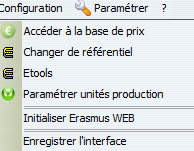 Configuration Paramétrer ?
Accéder à la base de prix
Changer de référentiel
Etools
Paramétrer unités production
Initialiser Erasmus WEB
Enregistrer l'interface